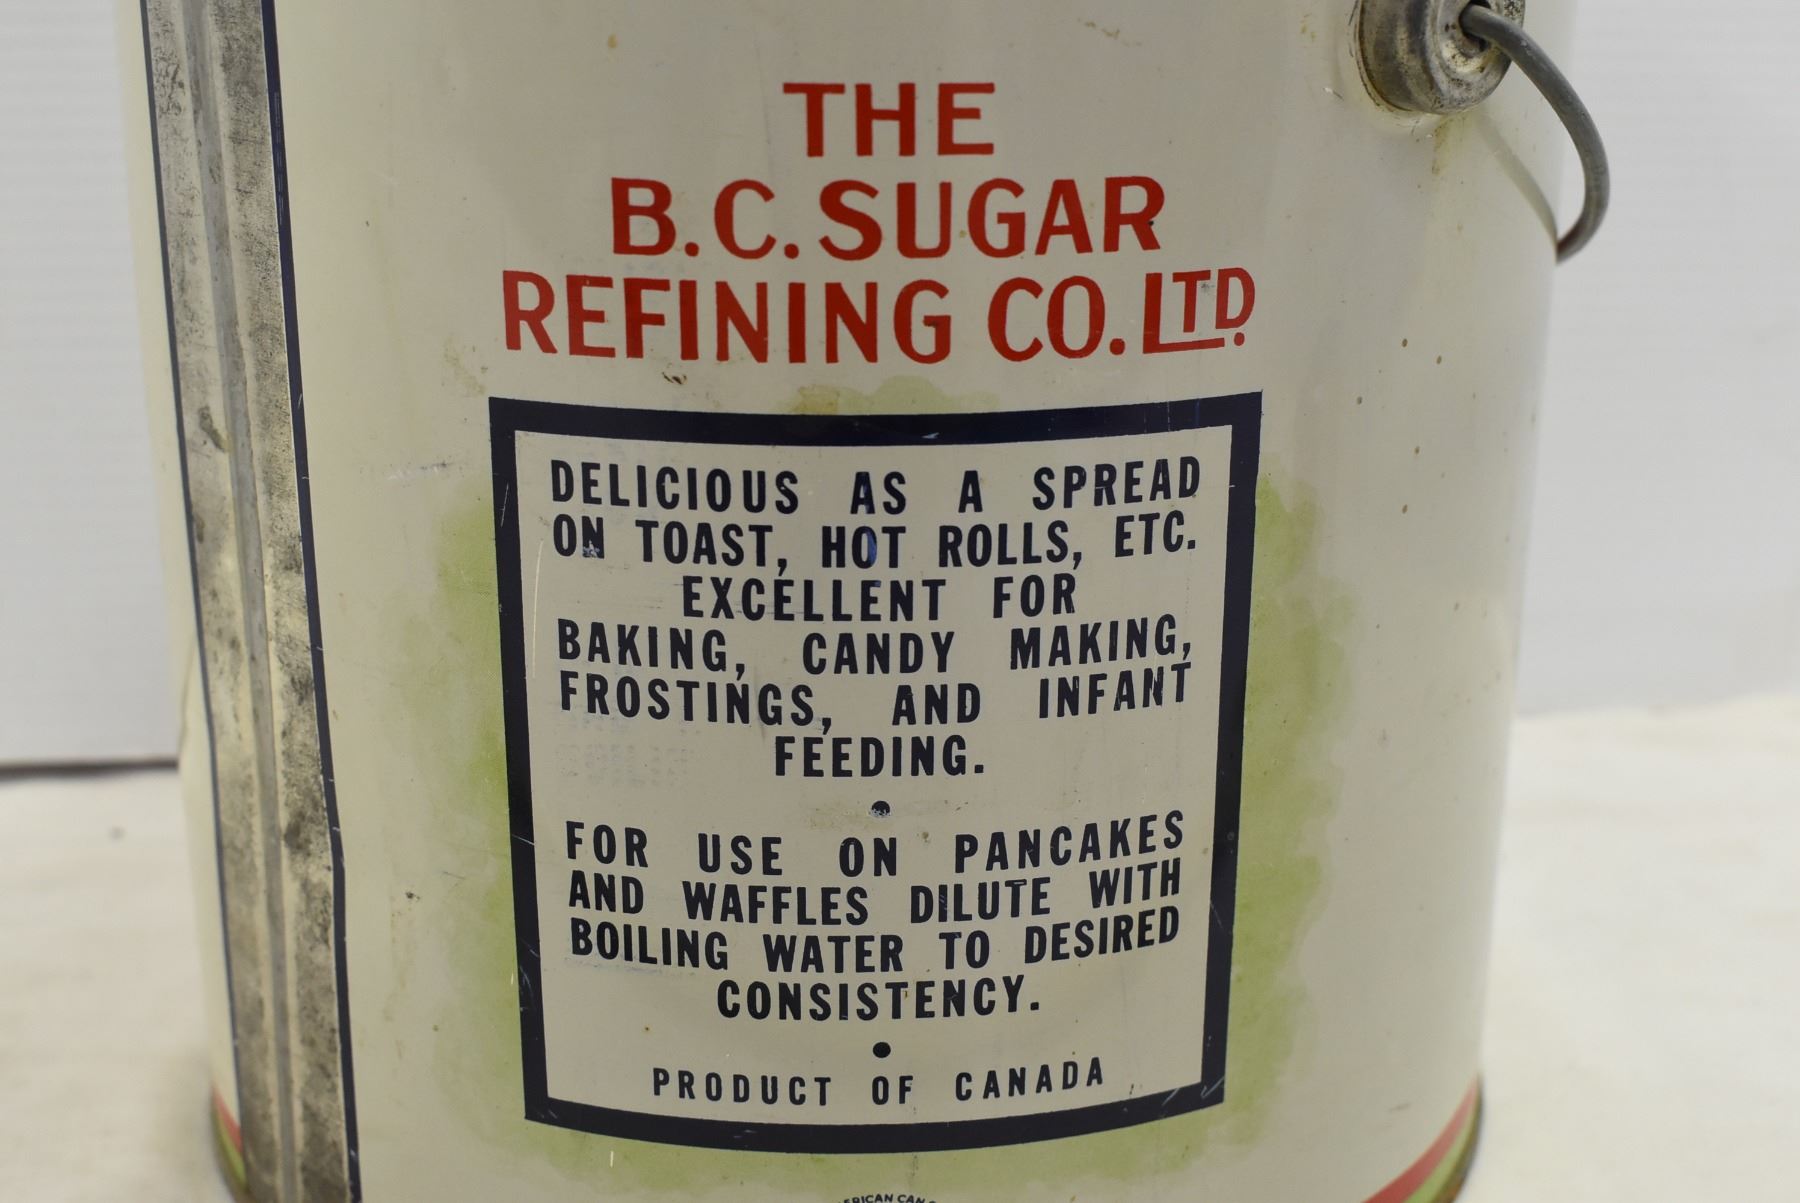 THE
B.C. SUGAR
REFINING CO. LTD.
DELICIOUS AS A SPREAD
ON TOAST, HOT ROLLS, ETC.
EXCELLENT FOR
BAKING, CANDY MAKING,
FROSTINGS, AND INFANT
FEEDING.
•
FOR USE ON PANCAKES
AND WAFFLES DILUTE WITH
BOILING WATER TO DESIRED
CONSISTENCY.
•
PRODUCT OF CANADA
CAN